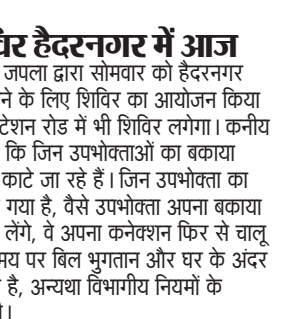 हैदरनगर में आज
जपला द्वारा सोमवार को हैदरनगर
ने के लिए शिविर का आयोजन किया
टेशन रोड में भी शिविर लगेगा। कनीय
कि जिन उपभोक्ताओं का बकाया
काटे जा रहे हैं। जिन उपभोक्ता का
गया है, वैसे उपभोक्ता अपना बकाया
लेंगे, वे अपना कनेक्शन फिर से चालू
मय पर बिल भुगतान और घर के अंदर
है, अन्यथा विभागीय नियमों के